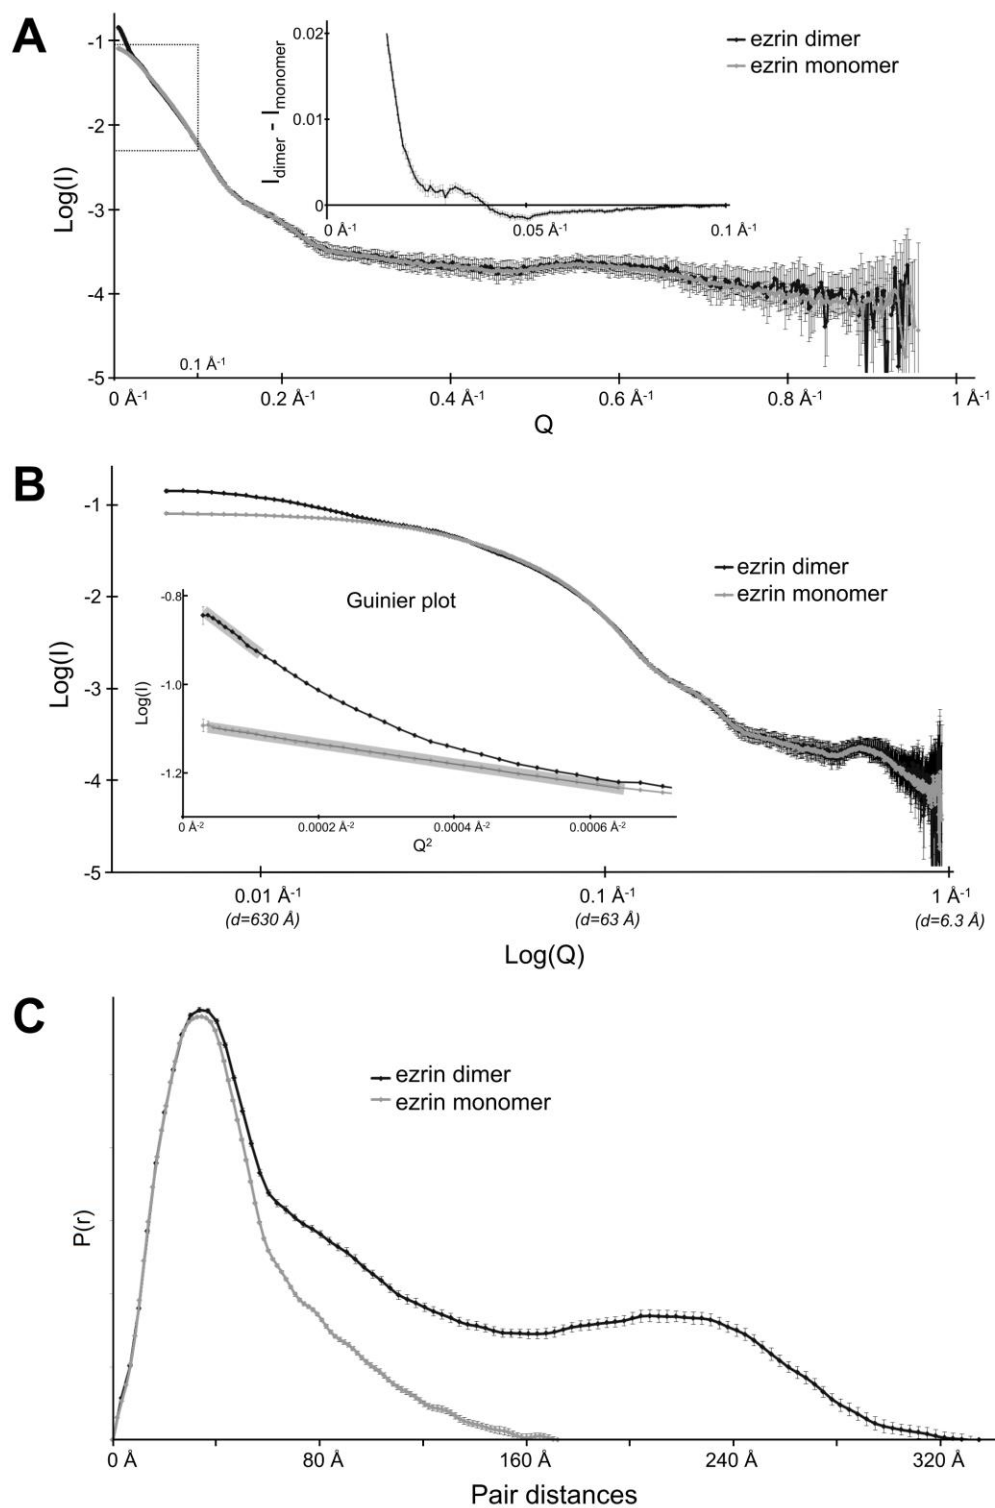 A
ezrin dimer
ezrin monomer
Log(I)
-1
-2
-3
-4
-5
0.1 Å⁻¹
0 Å⁻¹
0.2 Å⁻¹
0.4 Å⁻¹
0.6 Å⁻¹
0.8 Å⁻¹
1 Å⁻¹
Q
I_dimer - I_monomer
0.02
0.01
0
0 Å⁻¹
0.05 Å⁻¹
0.1 Å⁻¹
B
ezrin dimer
ezrin monomer
Log(I)
-1
-2
-3
-4
-5
Guinier plot
Log(I)
-0.8
-1.0
-1.2
0 Å⁻²
0.0002 Å⁻²
0.0004 Å⁻²
0.0006 Å⁻²
Q²
0.01 Å⁻¹
(d=630 Å)
0.1 Å⁻¹
(d=63 Å)
1 Å⁻¹
(d=6.3 Å)
Log(Q)
C
ezrin dimer
ezrin monomer
P(r)
0 Å
80 Å
160 Å
240 Å
320 Å
Pair distances